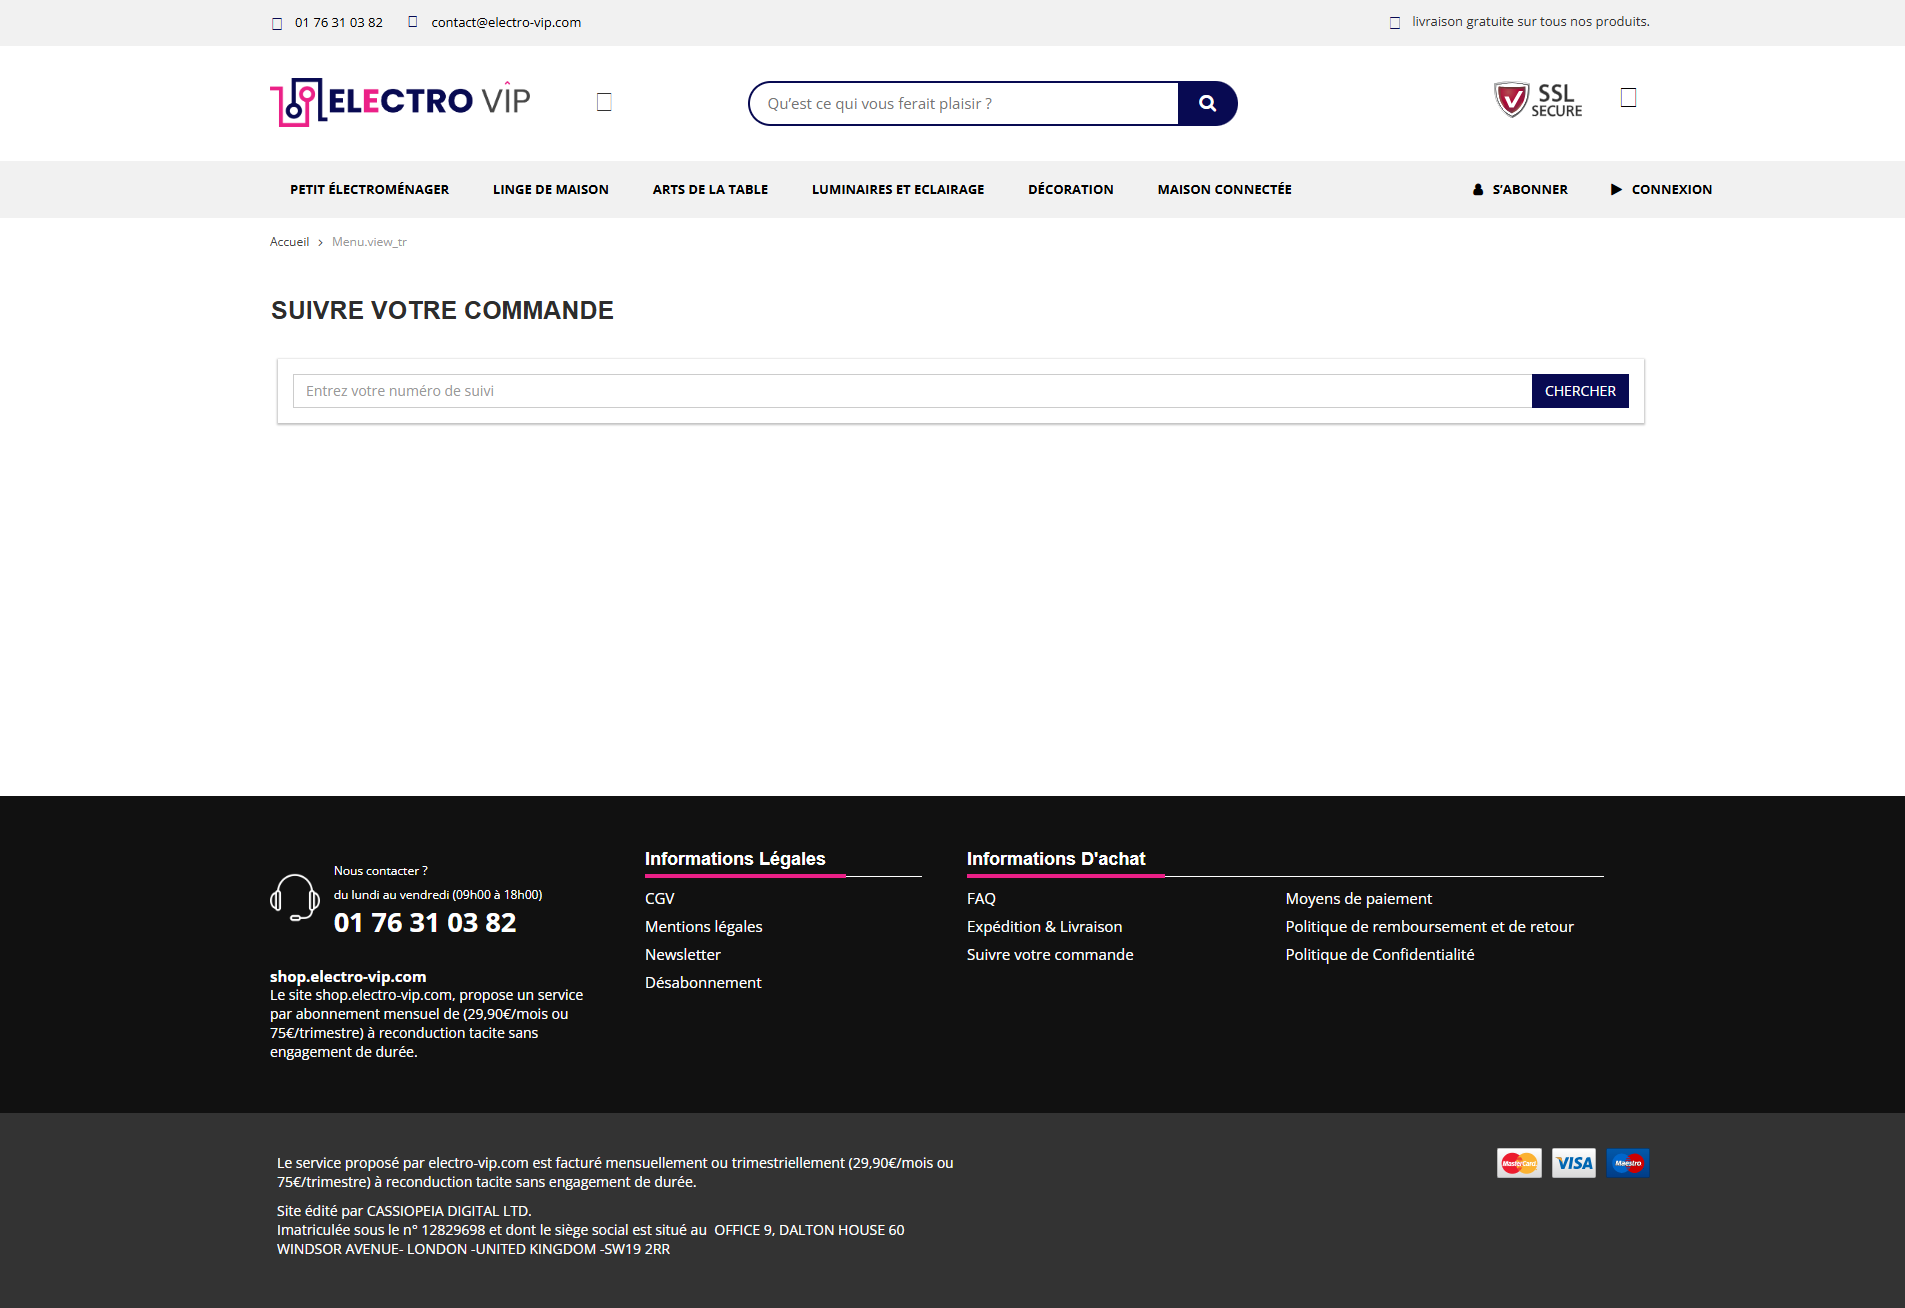 01 76 31 03 82 contact@electro-vip.com livraison gratuite sur tous nos produits.
ELECTRO VIP Qu’est ce qui vous ferait plaisir ? SSL SECURE
PETIT ÉLECTROMÉNAGER LINGE DE MAISON ARTS DE LA TABLE LUMINAIRES ET ECLAIRAGE DÉCORATION MAISON CONNECTÉE S’ABONNER CONNEXION
Accueil > Menu.view_tr
SUIVRE VOTRE COMMANDE
Entrez votre numéro de suivi CHERCHER
Nous contacter ?
du lundi au vendredi (09h00 à 18h00)
01 76 31 03 82
shop.electro-vip.com
Le site shop.electro-vip.com, propose un service
par abonnement mensuel de (29,90€/mois ou
75€/trimestre) à reconduction tacite sans
engagement de durée.
Informations Légales
CGV
Mentions légales
Newsletter
Désabonnement
Informations D'achat
FAQ
Expédition & Livraison
Suivre votre commande
Moyens de paiement
Politique de remboursement et de retour
Politique de Confidentialité
Le service proposé par electro-vip.com est facturé mensuellement ou trimestriellement (29,90€/mois ou
75€/trimestre) à reconduction tacite sans engagement de durée.
Site édité par CASSIOPEIA DIGITAL LTD.
Imatriculée sous le n° 12829698 et dont le siège social est situé au OFFICE 9, DALTON HOUSE 60
WINDSOR AVENUE- LONDON -UNITED KINGDOM -SW19 2RR
MasterCard VISA Maestro